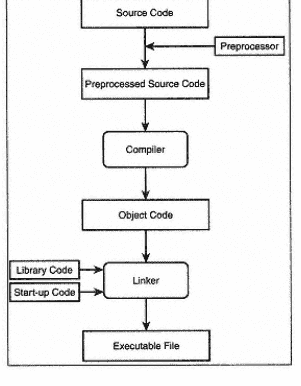 Source Code
Preprocessor
Preprocessed Source Code
Compiler
Object Code
Library Code
Linker
Start-up Code
Executable File